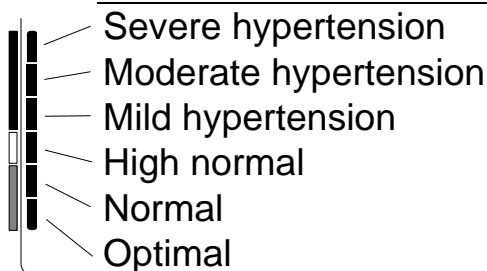 Severe hypertension
Moderate hypertension
Mild hypertension
High normal
Normal
Optimal